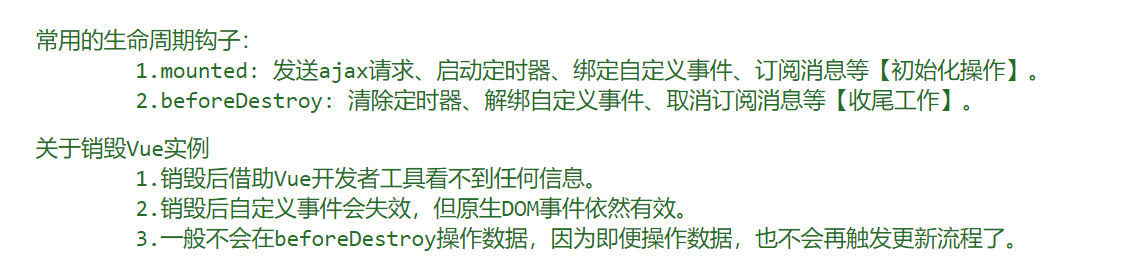 常用的生命周期钩子：
1.mounted: 发送ajax请求、启动定时器、绑定自定义事件、订阅消息等【初始化操作】。
2.beforeDestroy: 清除定时器、解绑自定义事件、取消订阅消息等【收尾工作】。
关于销毁Vue实例
1.销毁后借助Vue开发者工具看不到任何信息。
2.销毁后自定义事件会失效，但原生DOM事件依然有效。
3.一般不会在beforeDestroy操作数据，因为即便操作数据，也不会再触发更新流程了。